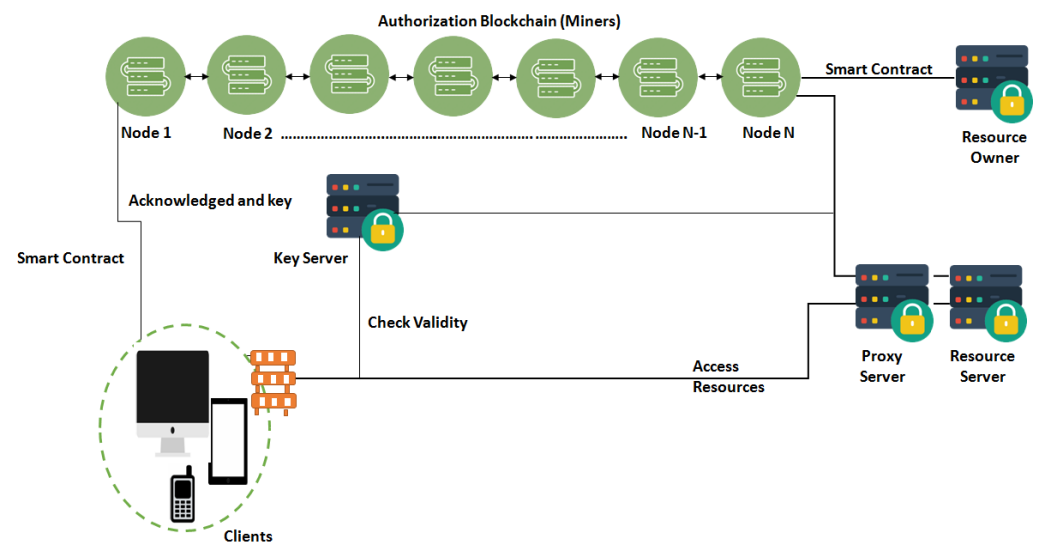 Authorization Blockchain (Miners)
Smart Contract
Node 1
Node 2
Node N-1
Node N
Resource
Owner
Acknowledged and key
Smart Contract
Key Server
Check Validity
Access
Resources
Proxy
Server
Resource
Server
Clients